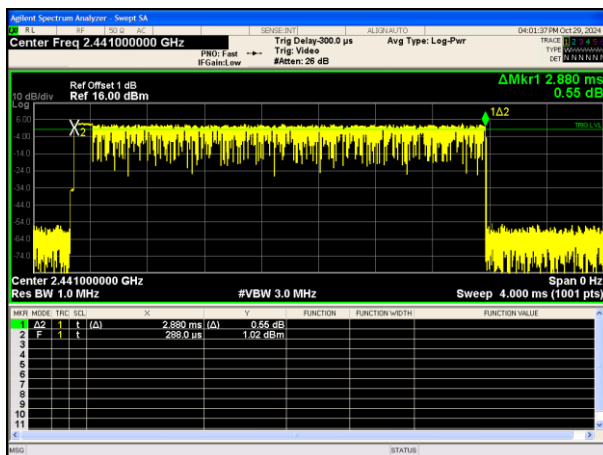 Agilent Spectrum Analyzer - Swept SA
RL RF 50 Ω AC SENSE:INT ALIGNAUTO 04:01:37 PM Oct 29, 2024
Center Freq 2.441000000 GHz Trig Delay-300.0 µs Avg Type: Log-Pwr TRACE 1 2 3 4 5 6
PNO: Fast Trig: Video TYPE
IFGain:Low #Atten: 26 dB DET N N N N N N
ΔMkr1 2.880 ms
0.55 dB
Ref Offset 1 dB
10 dB/div Ref 16.00 dBm
Log
6.00
-4.00
-14.0
-24.0
-34.0
-44.0
-54.0
-64.0
-74.0
X2
1Δ2
TRIG LVL
Center 2.441000000 GHz Span 0 Hz
Res BW 1.0 MHz #VBW 3.0 MHz Sweep 4.000 ms (1001 pts)
MKR MODE TRC SCL X Y FUNCTION FUNCTION WIDTH FUNCTION VALUE
1 Δ2 1 t (Δ) 2.880 ms (Δ) 0.55 dB
2 F 1 t 288.0 µs 1.02 dBm
3
4
5
6
7
8
9
10
11
MSG STATUS